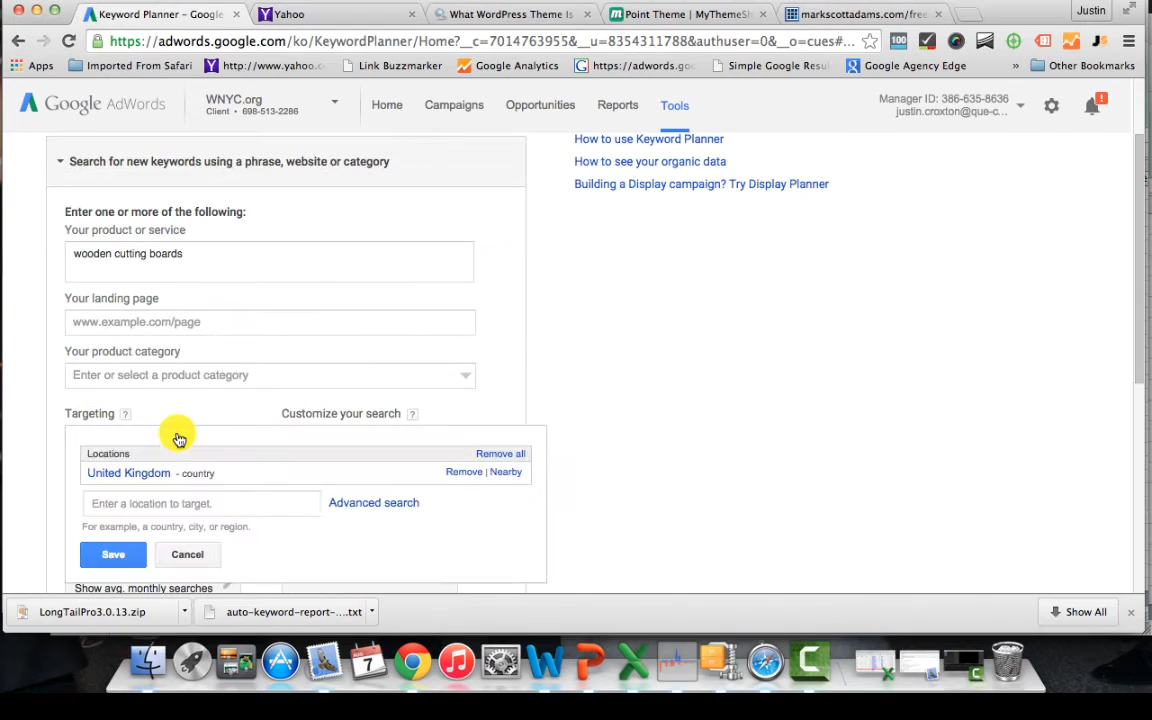 Keyword Planner - Google
Yahoo
What WordPress Theme Is
Point Theme | MyThemeSh
markscottadams.com/free
Justin
https://adwords.google.com/ko/KeywordPlanner/Home?__c=7014763955&__u=8354311788&authuser=0&__o=cues#...
100
Apps
Imported From Safari
http://www.yahoo.c
Link Buzzmarker
Google Analytics
https://adwords.goo
Simple Google Resul
Google Agency Edge
»
Other Bookmarks
Google AdWords
WNYC.org
Client • 698-513-2286
Home
Campaigns
Opportunities
Reports
Tools
Manager ID: 386-635-8636
justin.croxton@que-c...
How to use Keyword Planner
Search for new keywords using a phrase, website or category
How to see your organic data
Building a Display campaign? Try Display Planner
Enter one or more of the following:
Your product or service
wooden cutting boards
Your landing page
www.example.com/page
Your product category
Enter or select a product category
Targeting ?
Customize your search ?
Locations
Remove all
United Kingdom - country
Remove | Nearby
Enter a location to target.
Advanced search
For example, a country, city, or region.
Save
Cancel
Show avg. monthly searches
LongTailPro3.0.13.zip
auto-keyword-report-....txt
Show All
AUG
7